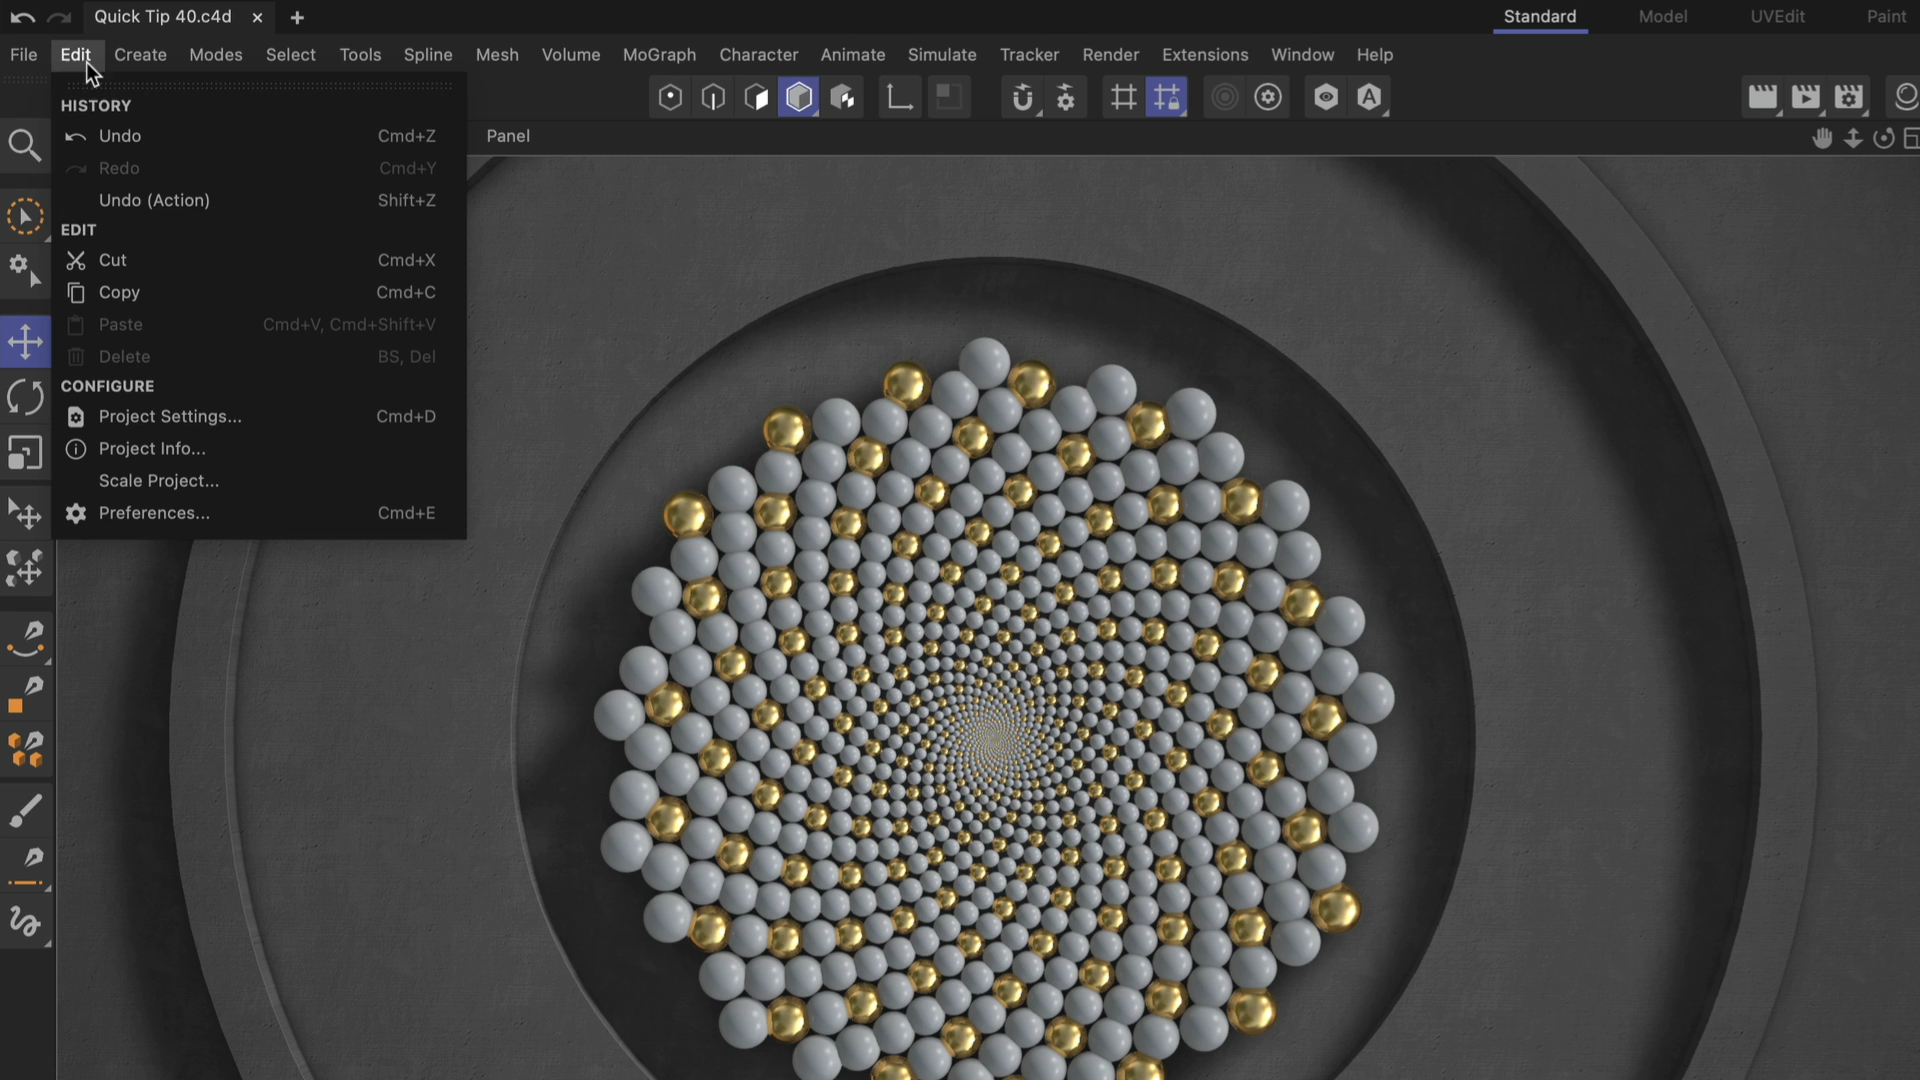 Quick Tip 40.c4d
Standard Model UVEdit Paint
File Edit Create Modes Select Tools Spline Mesh Volume MoGraph Character Animate Simulate Tracker Render Extensions Window Help
Panel
HISTORY
Undo Cmd+Z
Redo Cmd+Y
Undo (Action) Shift+Z
EDIT
Cut Cmd+X
Copy Cmd+C
Paste Cmd+V, Cmd+Shift+V
Delete BS, Del
CONFIGURE
Project Settings... Cmd+D
Project Info...
Scale Project...
Preferences... Cmd+E